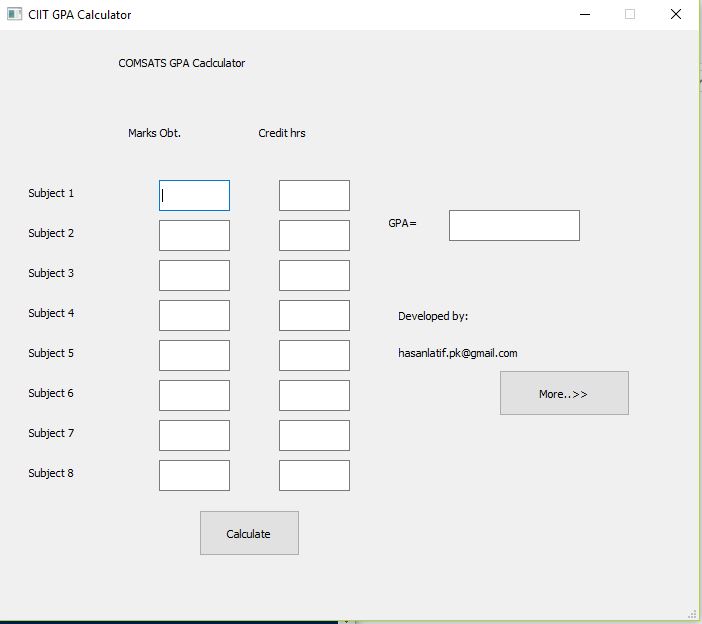 CIIT GPA Calculator
COMSATS GPA Caclculator
Marks Obt. Credit hrs
Subject 1
Subject 2
GPA=
Subject 3
Subject 4
Developed by:
Subject 5
hasanlatif.pk@gmail.com
Subject 6
More..>>
Subject 7
Subject 8
Calculate